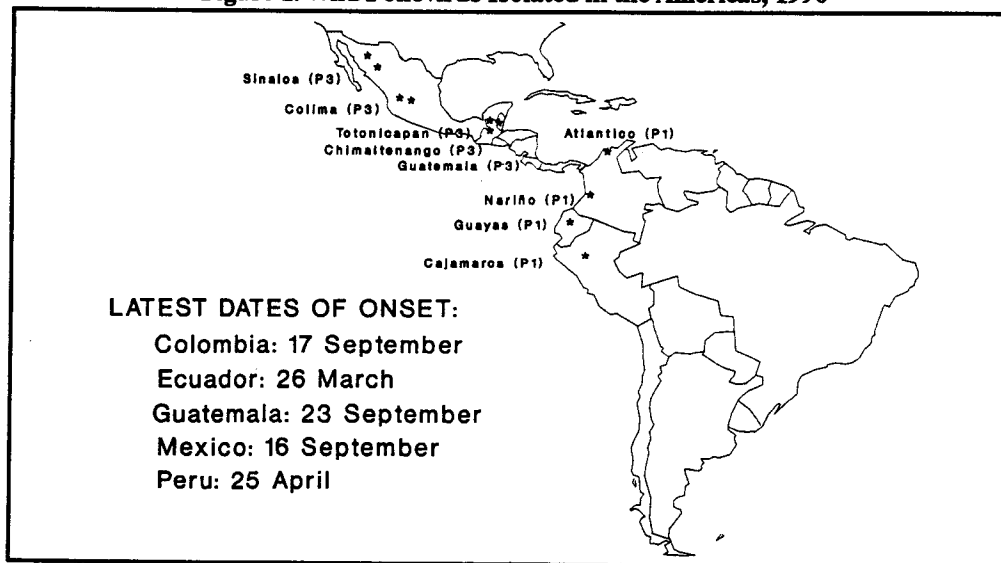 Sinaloa (P3)
Colima (P3)
Totonicapan (P3)
Atlantico (P1)
Chimaltenango (P3)
Guatemala (P3)
Nariño (P1)
Guayas (P1)
Cajamarca (P1)
LATEST DATES OF ONSET:
Colombia: 17 September
Ecuador: 26 March
Guatemala: 23 September
Mexico: 16 September
Peru: 25 April